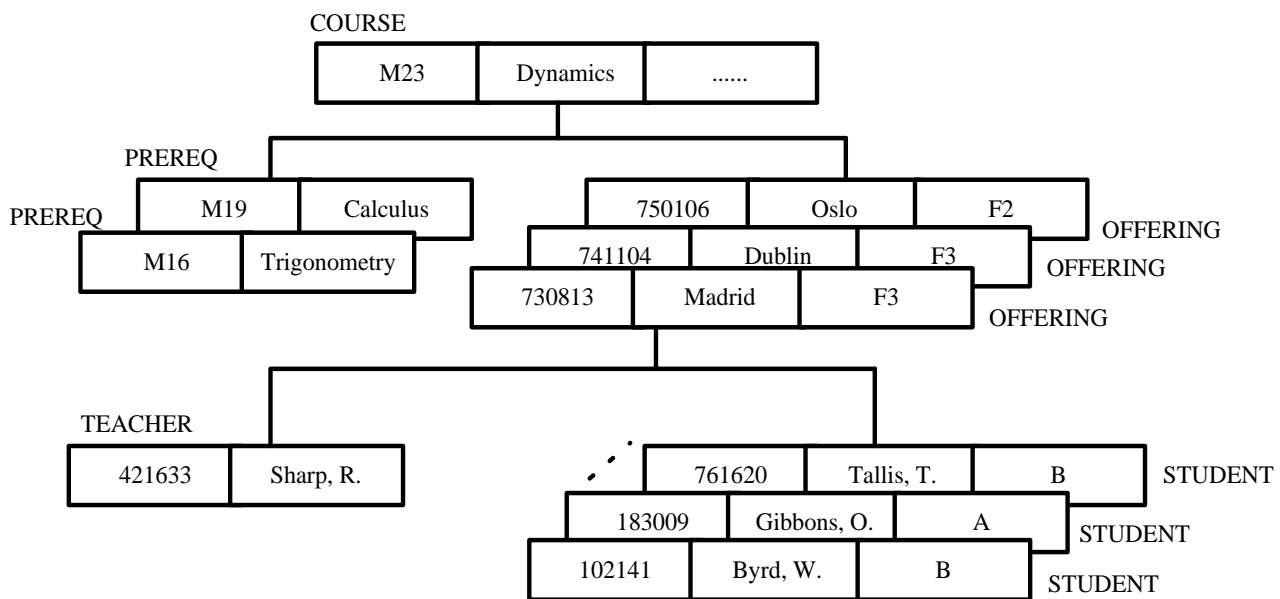 COURSE
M23 Dynamics ......
PREREQ
M19 Calculus
750106 Oslo F2
PREREQ
OFFERING
M16 Trigonometry
741104 Dublin F3
OFFERING
730813 Madrid F3
OFFERING
TEACHER
421633 Sharp, R.
761620 Tallis, T. B
STUDENT
183009 Gibbons, O. A
STUDENT
102141 Byrd, W. B
STUDENT